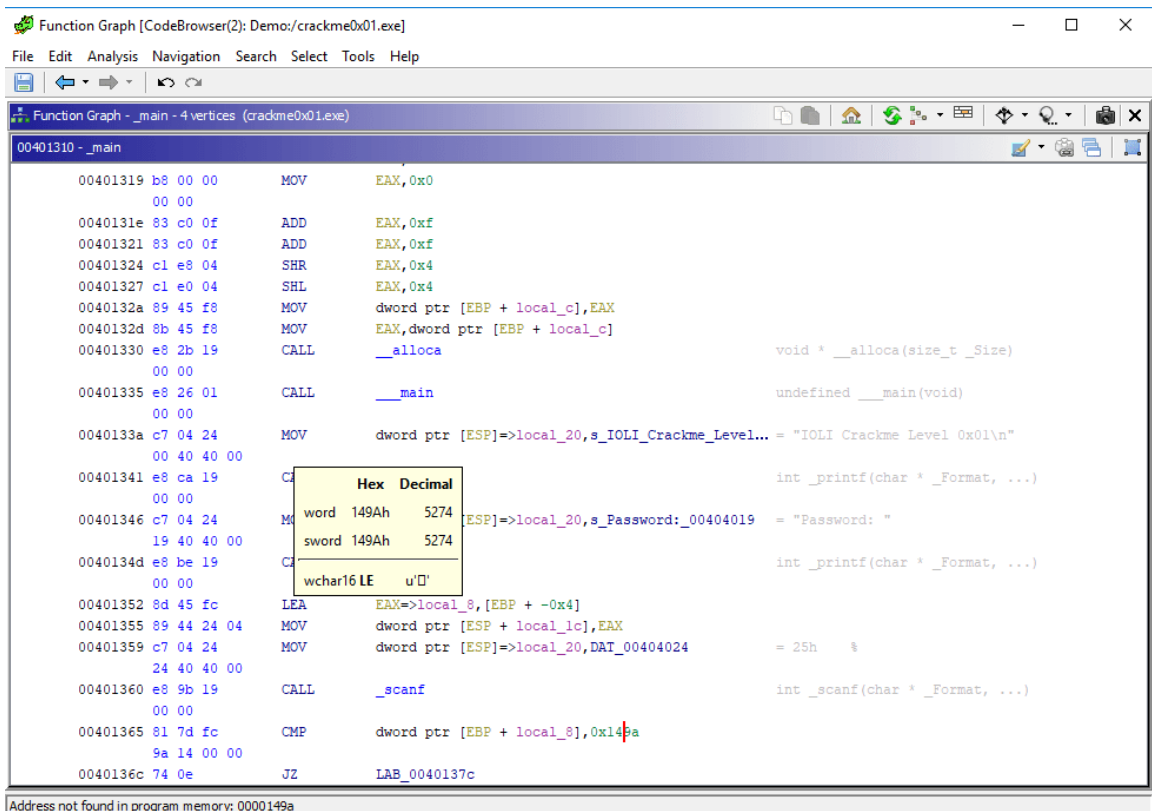 Function Graph [CodeBrowser(2): Demo:/crackme0x01.exe]
File Edit Analysis Navigation Search Select Tools Help
Function Graph - _main - 4 vertices (crackme0x01.exe)
00401310 - _main
00401319 b8 00 00 MOV EAX,0x0
00 00
0040131e 83 c0 0f ADD EAX,0xf
00401321 83 c0 0f ADD EAX,0xf
00401324 c1 e8 04 SHR EAX,0x4
00401327 c1 e0 04 SHL EAX,0x4
0040132a 89 45 f8 MOV dword ptr [EBP + local_c],EAX
0040132d 8b 45 f8 MOV EAX,dword ptr [EBP + local_c]
00401330 e8 2b 19 CALL __alloca void * __alloca(size_t _Size)
00 00
00401335 e8 26 01 CALL ___main undefined ___main(void)
00 00
0040133a c7 04 24 MOV dword ptr [ESP]=>local_20,s_IOLI_Crackme_Level... = "IOLI Crackme Level 0x01\n"
00 40 40 00
00401341 e8 ca 19 int _printf(char * _Format, ...)
00 00
Hex Decimal
word 149Ah 5274
sword 149Ah 5274
wchar16 LE u'▯'
00401346 c7 04 24 [ESP]=>local_20,s_Password:_00404019 = "Password: "
19 40 40 00
0040134d e8 be 19 int _printf(char * _Format, ...)
00 00
00401352 8d 45 fc LEA EAX=>local_8,[EBP + -0x4]
00401355 89 44 24 04 MOV dword ptr [ESP + local_1c],EAX
00401359 c7 04 24 MOV dword ptr [ESP]=>local_20,DAT_00404024 = 25h %
24 40 40 00
00401360 e8 9b 19 CALL _scanf int _scanf(char * _Format, ...)
00 00
00401365 81 7d fc CMP dword ptr [EBP + local_8],0x149a
9a 14 00 00
0040136c 74 0e JZ LAB_0040137c
Address not found in program memory: 0000149a